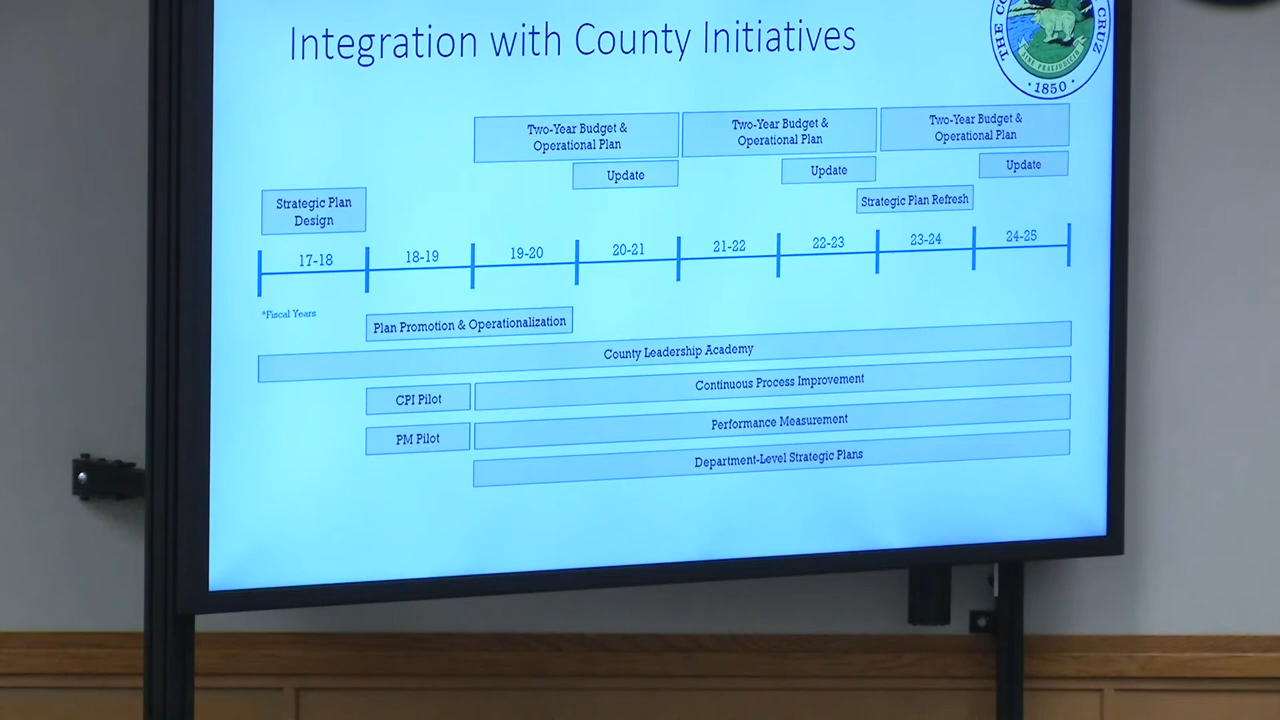 Integration with County Initiatives
THE CO
CRUZ
1850
Two-Year Budget &
Operational Plan
Two-Year Budget &
Operational Plan
Two-Year Budget &
Operational Plan
Update
Update
Update
Strategic Plan
Design
Strategic Plan Refresh
17-18
18-19
19-20
20-21
21-22
22-23
23-24
24-25
*Fiscal Years
Plan Promotion & Operationalization
County Leadership Academy
CPI Pilot
Continuous Process Improvement
PM Pilot
Performance Measurement
Department-Level Strategic Plans